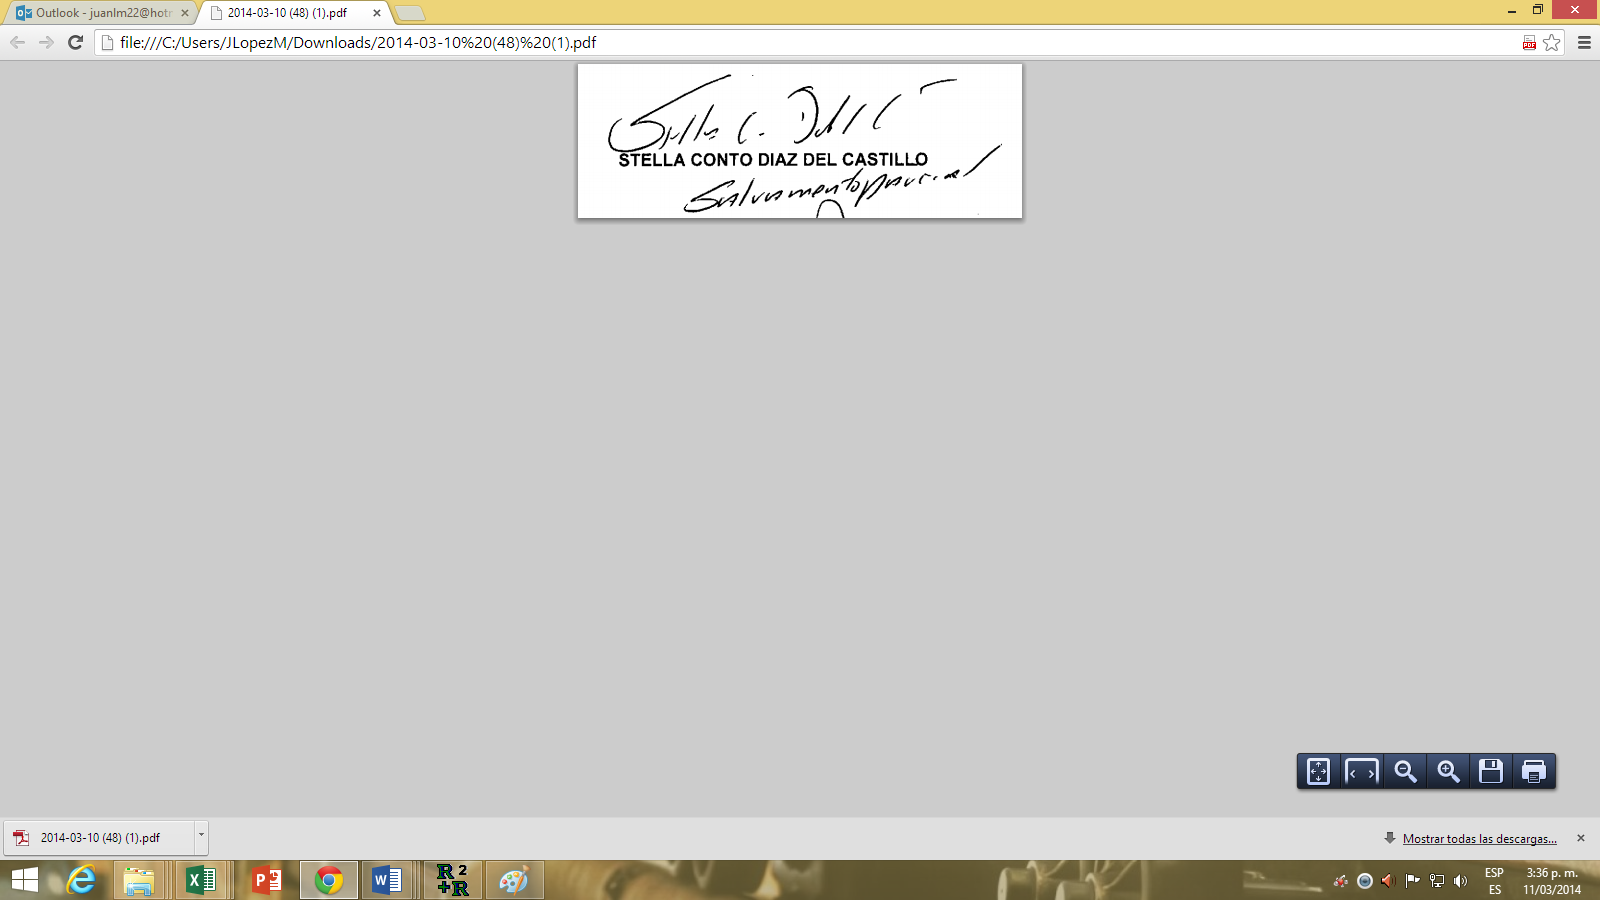 Outlook - juanlm22@hotr
2014-03-10 (48) (1).pdf
file:///C:/Users/JLopezM/Downloads/2014-03-10%20(48)%20(1).pdf
Stella C.
STELLA CONTO DIAZ DEL CASTILLO
Salvamento parcial
2014-03-10 (48) (1).pdf
Mostrar todas las descargas...
ESP
3:36 p. m.
ES
11/03/2014